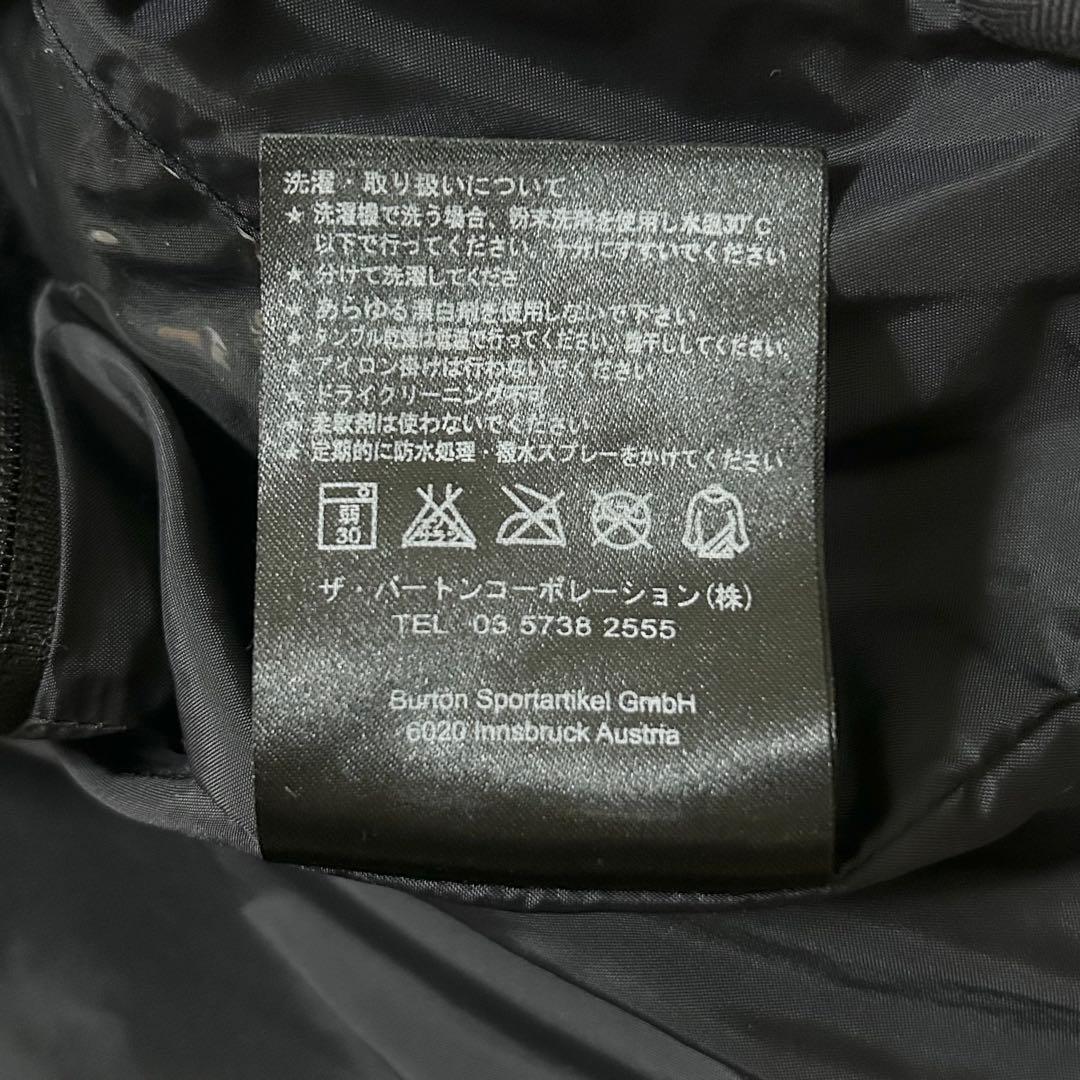 洗濯・取り扱いについて
★ 洗濯機で洗う場合、粉末洗剤を使用し水温30℃
以下で行ってください。十分にすすいでください
★ 分けて洗濯してくださ
★ あらゆる漂白剤を使用しないで下さい
★ タンブル乾燥は低温で行ってください。陰干ししてください
★ アイロン掛けは行わないでください
★ ドライクリーニング不可
★ 柔軟剤は使わないでください
★ 定期的に防水処理・撥水スプレーをかけてください
弱
30
ザ・バートンコーポレーション(株)
TEL 03 5738 2555
Burton Sportartikel GmbH
6020 Innsbruck Austria